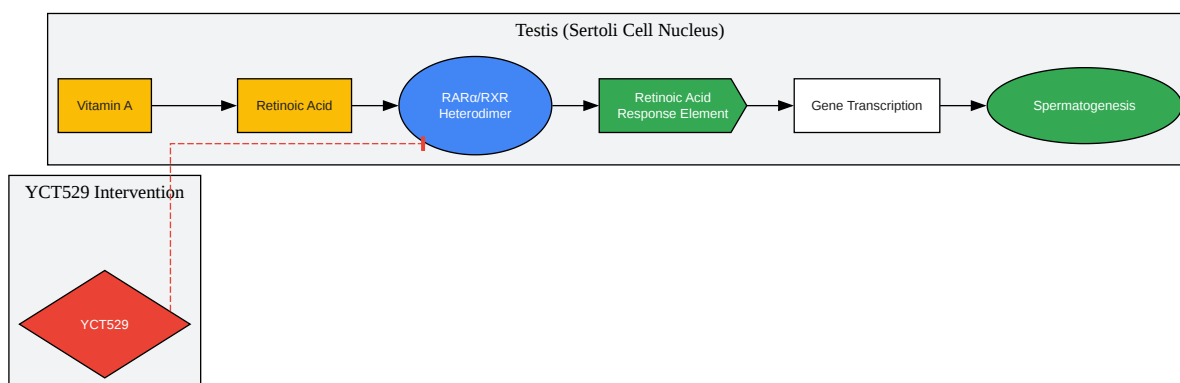 Testis (Sertoli Cell Nucleus)
Vitamin A
Retinoic Acid
RARα/RXR
Heterodimer
Retinoic Acid
Response Element
Gene Transcription
Spermatogenesis
YCT529 Intervention
YCT529